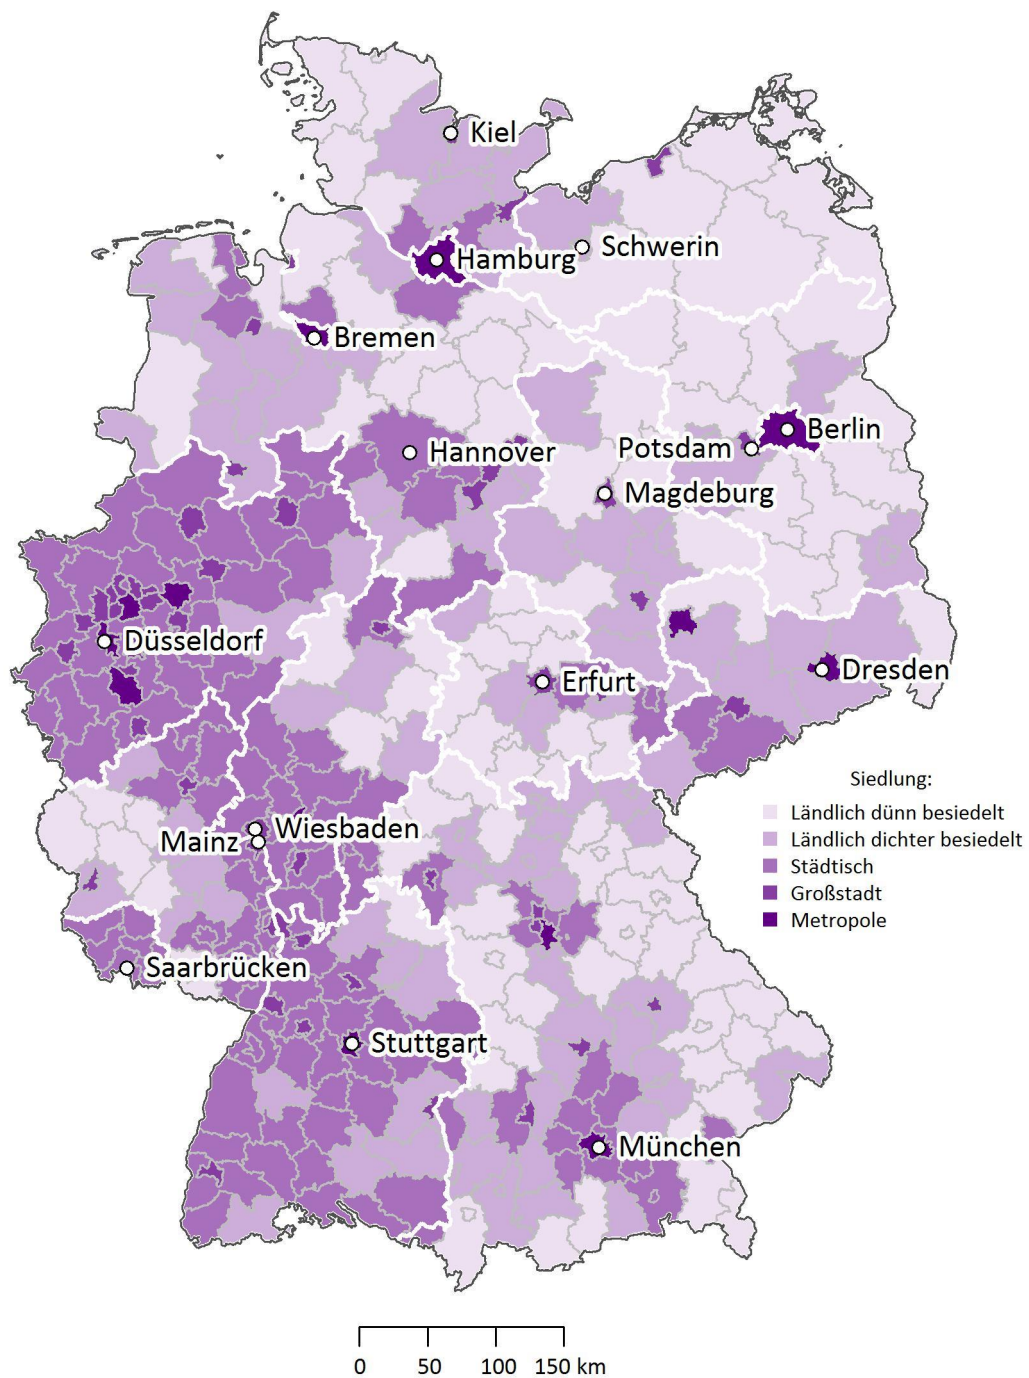 Kiel
Schwerin
Hamburg
Bremen
Berlin
Hannover
Potsdam
Magdeburg
Düsseldorf
Erfurt
Dresden
Siedlung:
Ländlich dünn besiedelt
Ländlich dichter besiedelt
Städtisch
Großstadt
Metropole
Wiesbaden
Mainz
Saarbrücken
Stuttgart
München
0 50 100 150 km